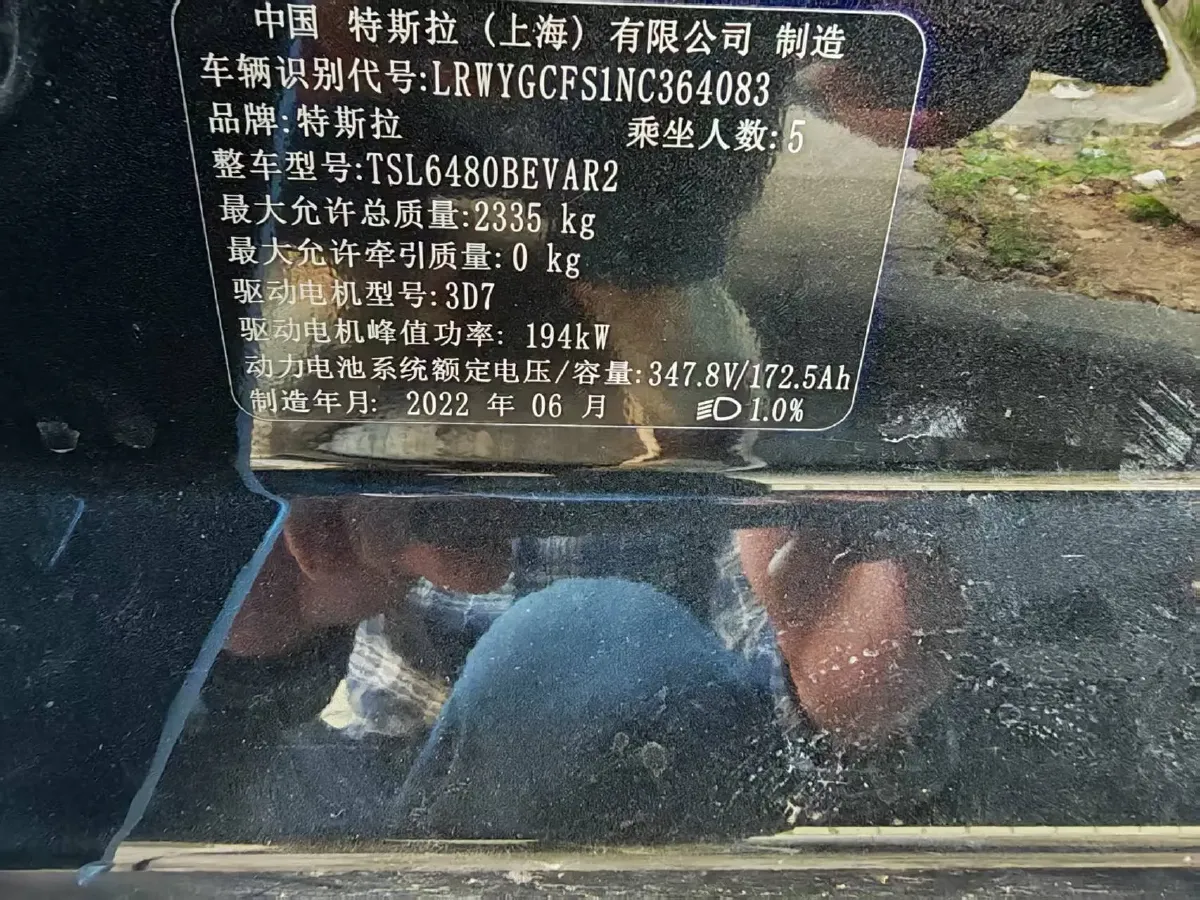 中国 特斯拉（上海）有限公司 制造
车辆识别代号:LRWYGCFS1NC364083
品牌:特斯拉 乘坐人数:5
整车型号:TSL6480BEVAR2
最大允许总质量:2335 kg
最大允许牵引质量:0 kg
驱动电机型号:3D7
驱动电机峰值功率: 194kW
动力电池系统额定电压/容量:347.8V/172.5Ah
制造年月: 2022 年 06 月 1.0%